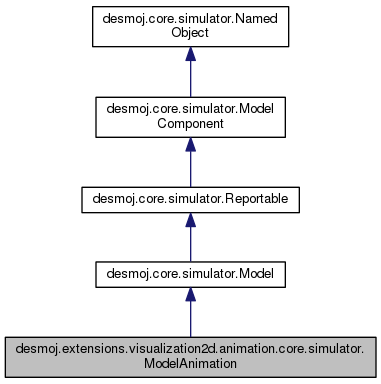 desmoj.core.simulator.Named
Object
desmoj.core.simulator.Model
Component
desmoj.core.simulator.Reportable
desmoj.core.simulator.Model
desmoj.extensions.visualization2d.animation.core.simulator.
ModelAnimation